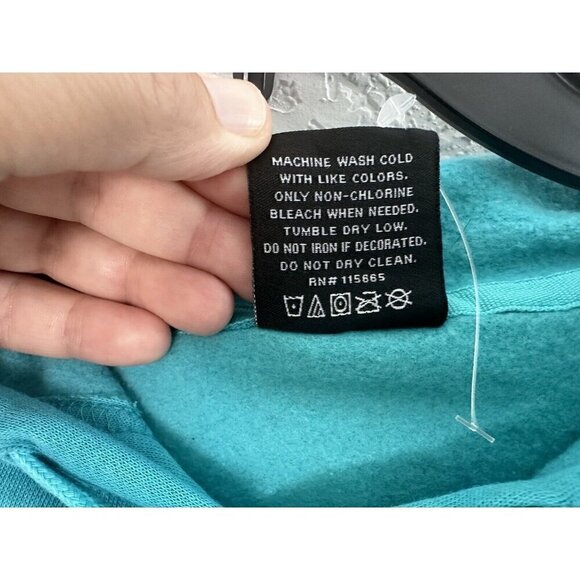 MACHINE WASH COLD
WITH LIKE COLORS.
ONLY NON-CHLORINE
BLEACH WHEN NEEDED.
TUMBLE DRY LOW.
DO NOT IRON IF DECORATED.
DO NOT DRY CLEAN.
RN# 115665